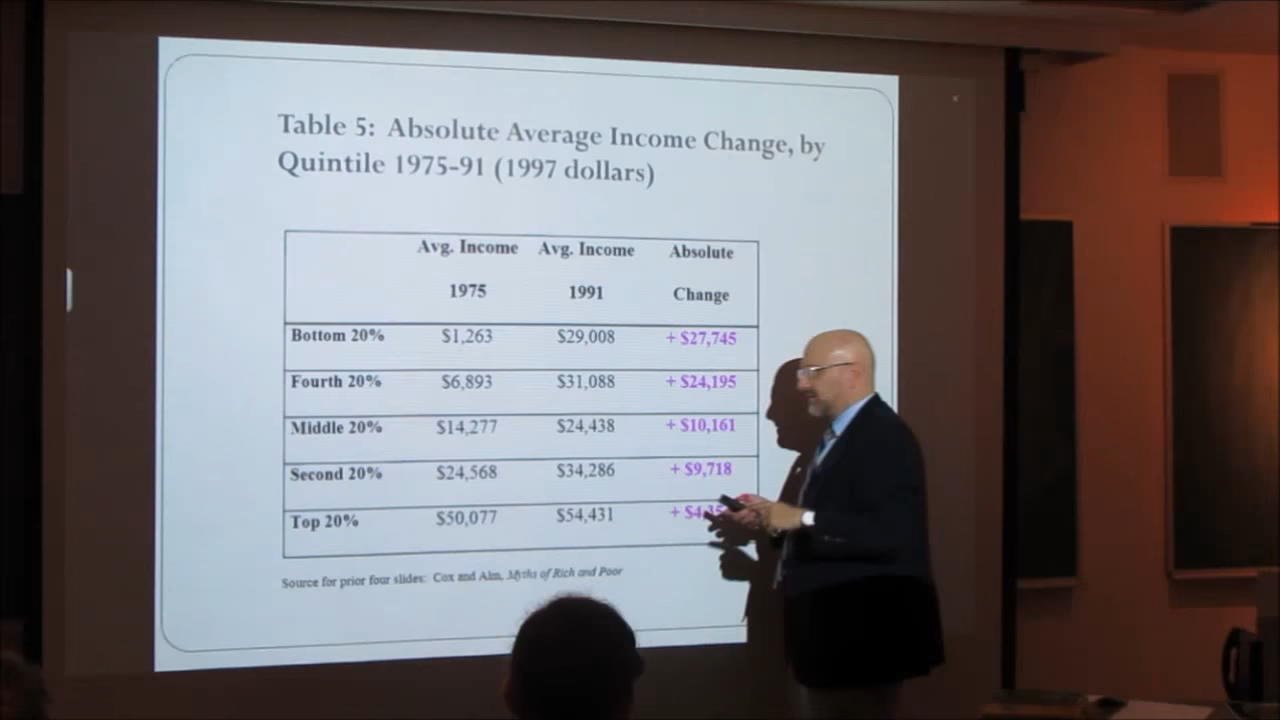 Table 5: Absolute Average Income Change, by
Quintile 1975-91 (1997 dollars)
Avg. Income Avg. Income Absolute
1975 1991 Change
Bottom 20% $1,263 $29,008 + $27,745
Fourth 20% $6,893 $31,088 + $24,195
Middle 20% $14,277 $24,438 + $10,161
Second 20% $24,568 $34,286 + $9,718
Top 20% $50,077 $54,431 +
Source for prior four slides: Cox and Alm, Myths of Rich and Poor